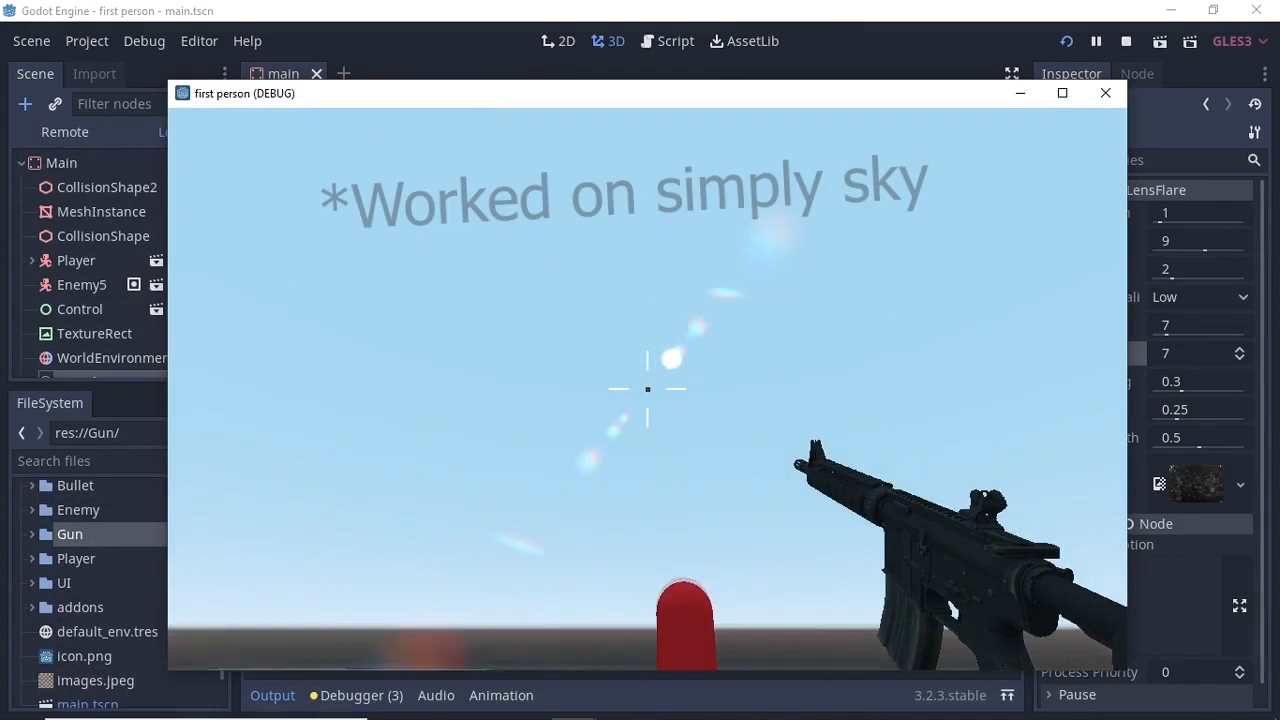 Godot Engine - first person - main.tscn
Scene Project Debug Editor Help
2D 3D Script AssetLib
GLES3
Scene Import
main
Inspector Node
Filter nodes
first person (DEBUG)
Remote
Main
CollisionShape2
MeshInstance
CollisionShape
Player
Enemy5
Control
TextureRect
WorldEnvironmen
*Worked on simply sky
LensFlare
1
9
2
Low
7
7
0.3
0.25
0.5
Node
FileSystem
res://Gun/
Search files
Bullet
Enemy
Gun
Player
UI
addons
default_env.tres
icon.png
images.jpeg
main.tscn
Process Priority 0
Pause
Output Debugger (3) Audio Animation 3.2.3.stable